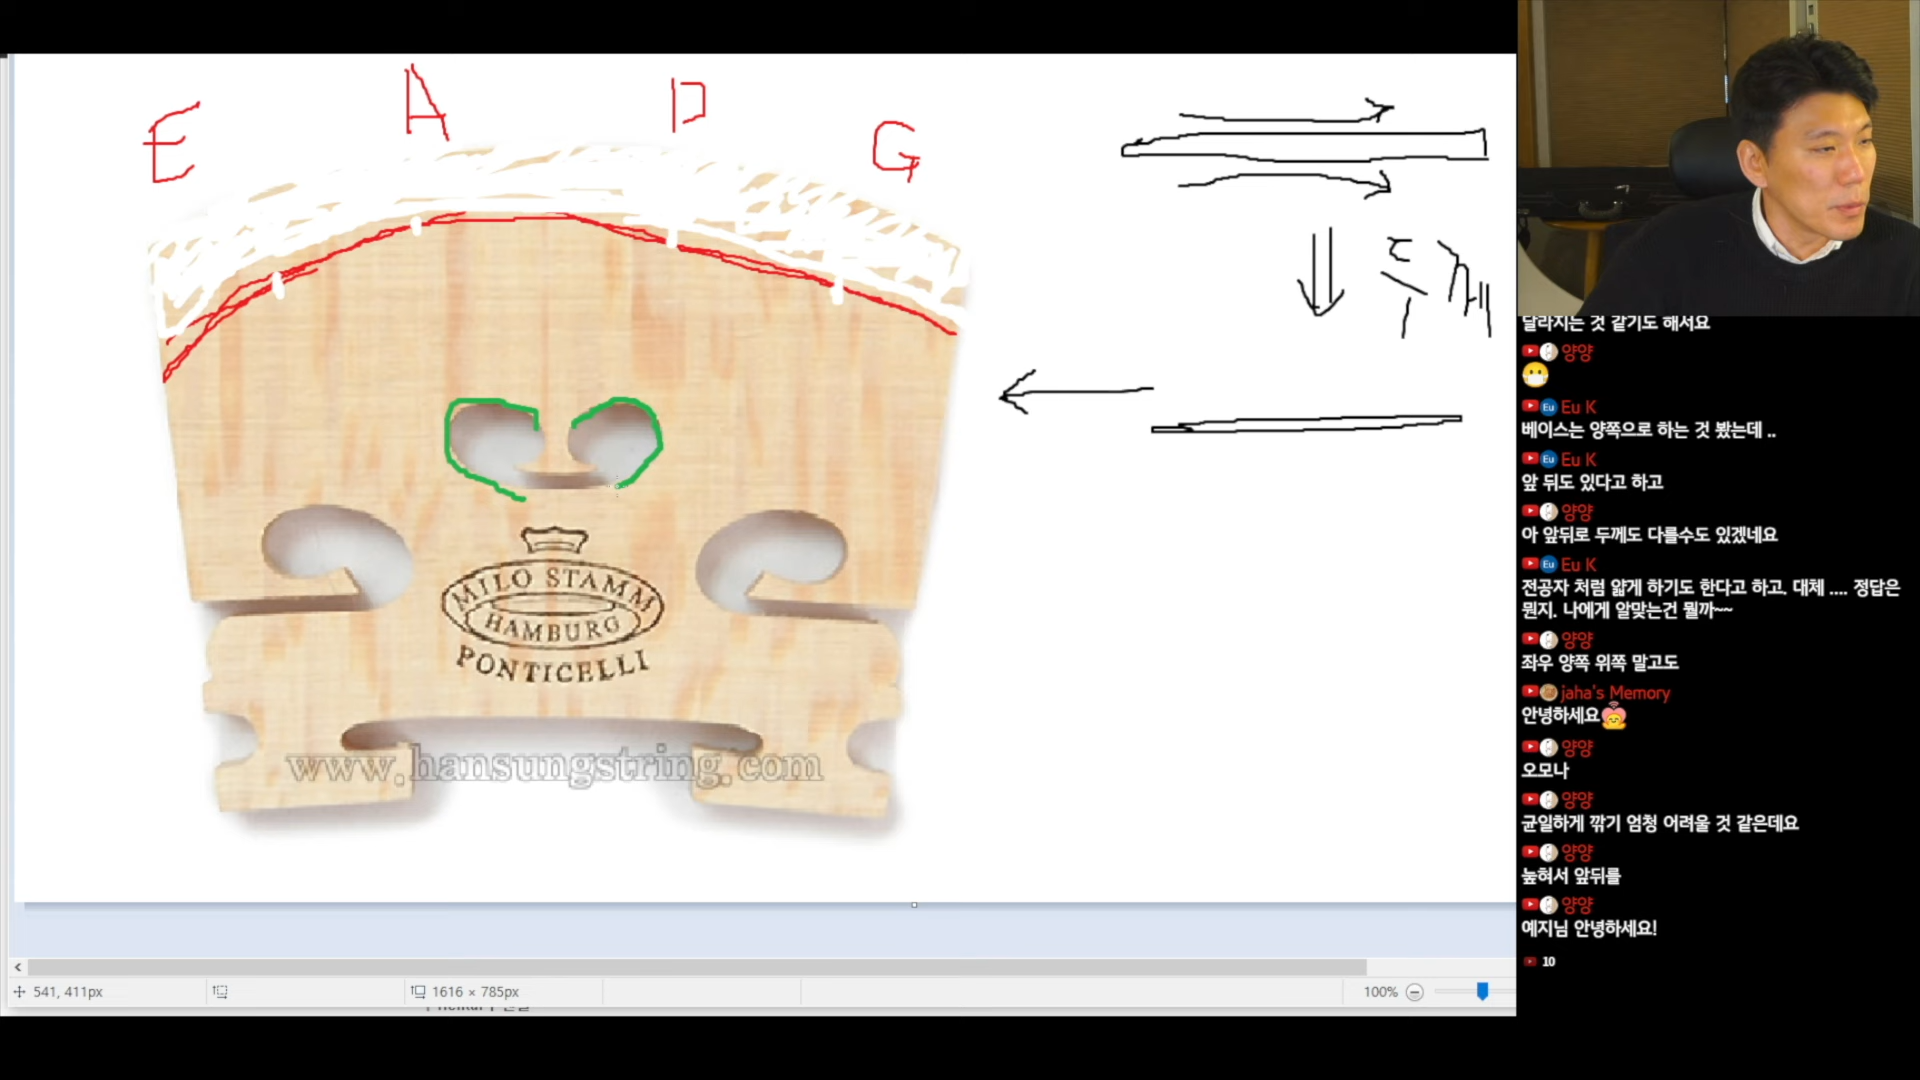 E A D G
두께
MILO STAMM
HAMBURG
PONTICELLI
www.hansungstring.com
541, 411px
1616 × 785px
100%
달라지는 것 같기도 해서요
양양
😷
Eu Eu K
베이스는 양쪽으로 하는 것 봤는데 ..
Eu Eu K
앞 뒤도 있다고 하고
양양
아 앞뒤로 두께도 다를수도 있겠네요
Eu Eu K
전공자 처럼 얇게 하기도 한다고 하고. 대체 .... 정답은
뭔지. 나에게 알맞는건 뭘까~~
양양
좌우 양쪽 위쪽 말고도
jaha's Memory
안녕하세요
양양
오모나
양양
균일하게 깎기 엄청 어려울 것 같은데요
양양
눞혀서 앞뒤를
양양
예지님 안녕하세요!
10